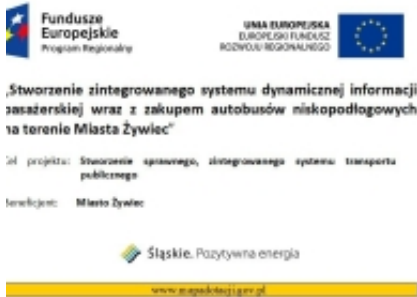 Fundusze
Europejskie
Program Regionalny
UNIA EUROPEJSKA
EUROPEJSKI FUNDUSZ
ROZWOJU REGIONALNEGO
„Stworzenie zintegrowanego systemu dynamicznej informacji
pasażerskiej wraz z zakupem autobusów niskopodłogowych
na terenie Miasta Żywiec”
Cel projektu: Stworzenie sprawnego, zintegrowanego systemu transportu
publicznego
Beneficjent: Miasto Żywiec
Śląskie. Pozytywna energia
www.mapadotacji.gov.pl